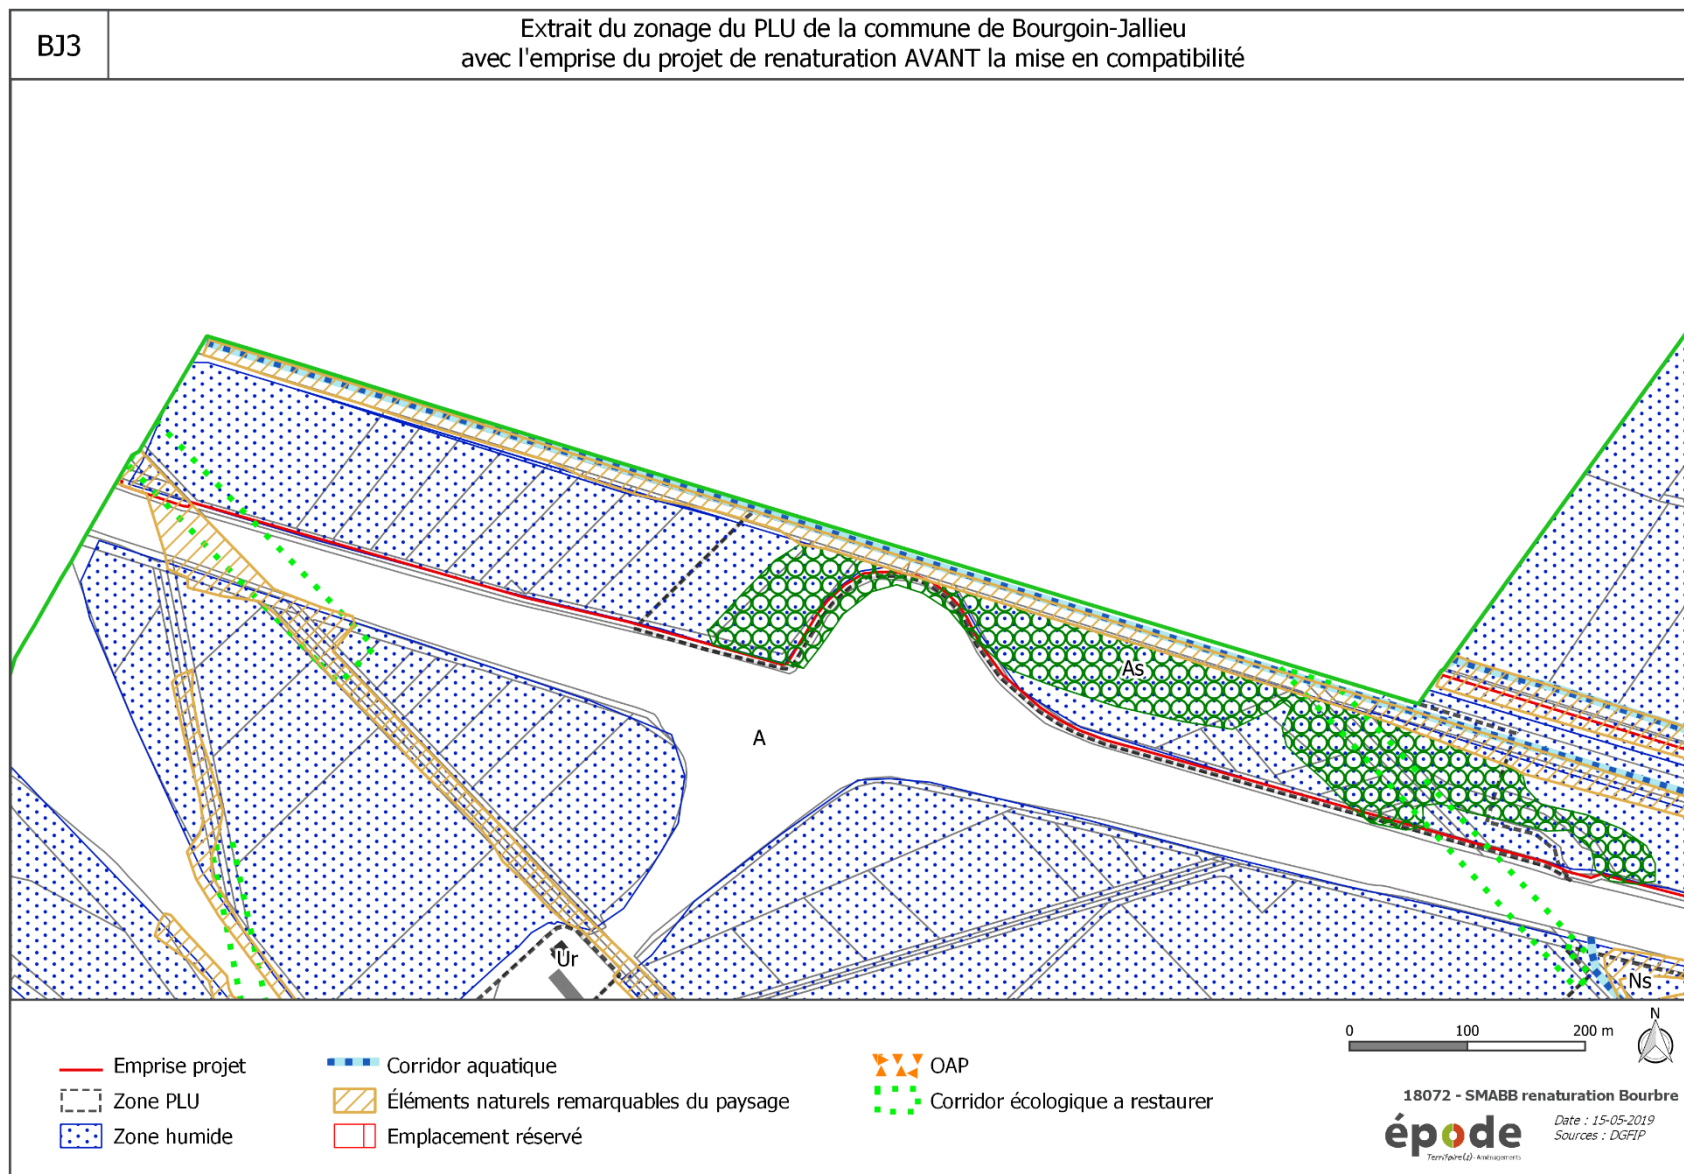 BJ3
Extrait du zonage du PLU de la commune de Bourgoin-Jallieu
avec l'emprise du projet de renaturation AVANT la mise en compatibilité
As
A
Ur
Ns
Emprise projet
Zone PLU
Zone humide
Corridor aquatique
Éléments naturels remarquables du paysage
Emplacement réservé
OAP
Corridor écologique a restaurer
0 100 200 m
N
18072 - SMABB renaturation Bourbre
épode
Territoire(s) - Aménagements
Date : 15-05-2019
Sources : DGFIP